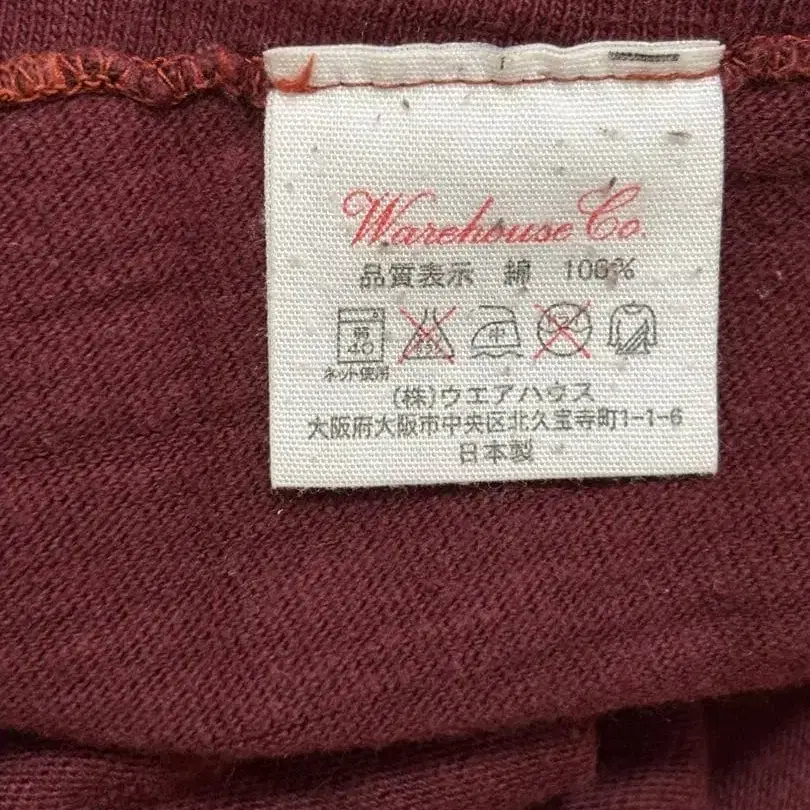 Warehouse Co.
品質表示 綿 100%
40
中
ネット使用
(株)ウエアハウス
大阪府大阪市中央区北久宝寺町1-1-6
日本製